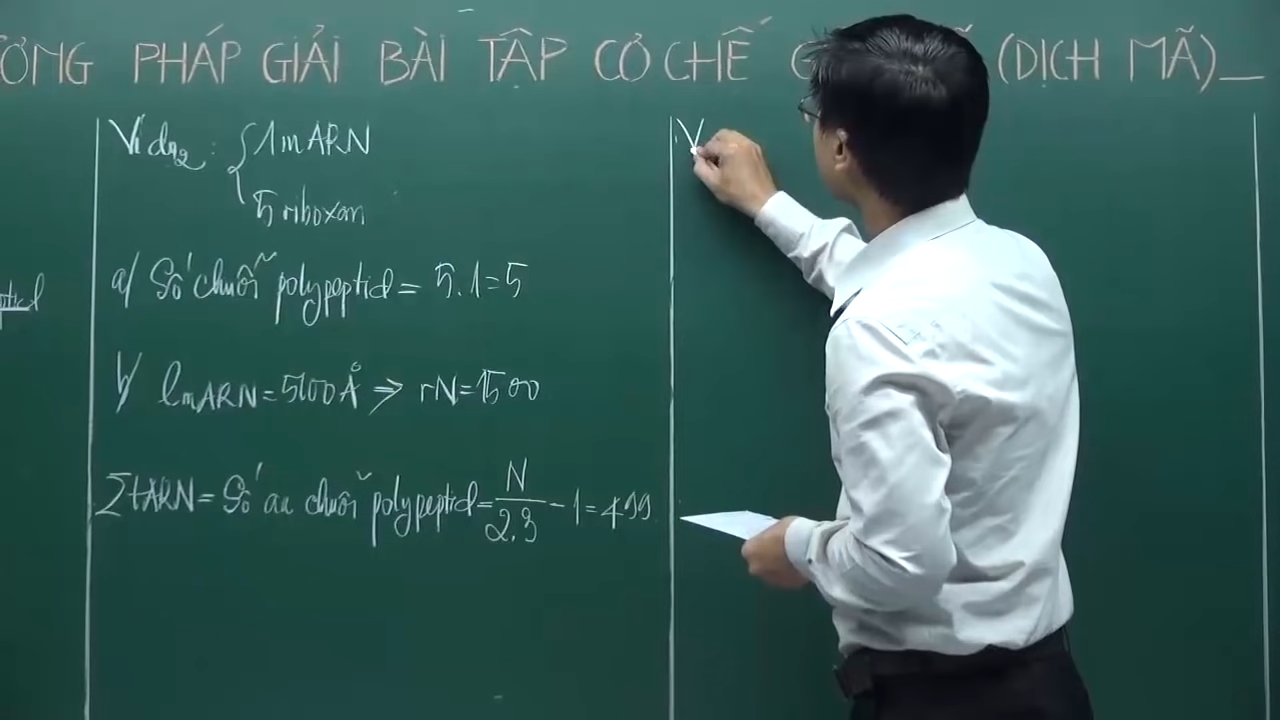 ƯƠNG PHÁP GIẢI BÀI TẬP CƠ CHẾ (DỊCH MÃ)
Ví dụ 2 : { 1 mARN
5 riboxom
a/ Số chuỗi polypeptid = 5.1 = 5
b/ lmARN = 5100 Å => rN = 1500
ΣtARN = Số aa chuỗi polypeptid = N/2.3 - 1 = 499
V